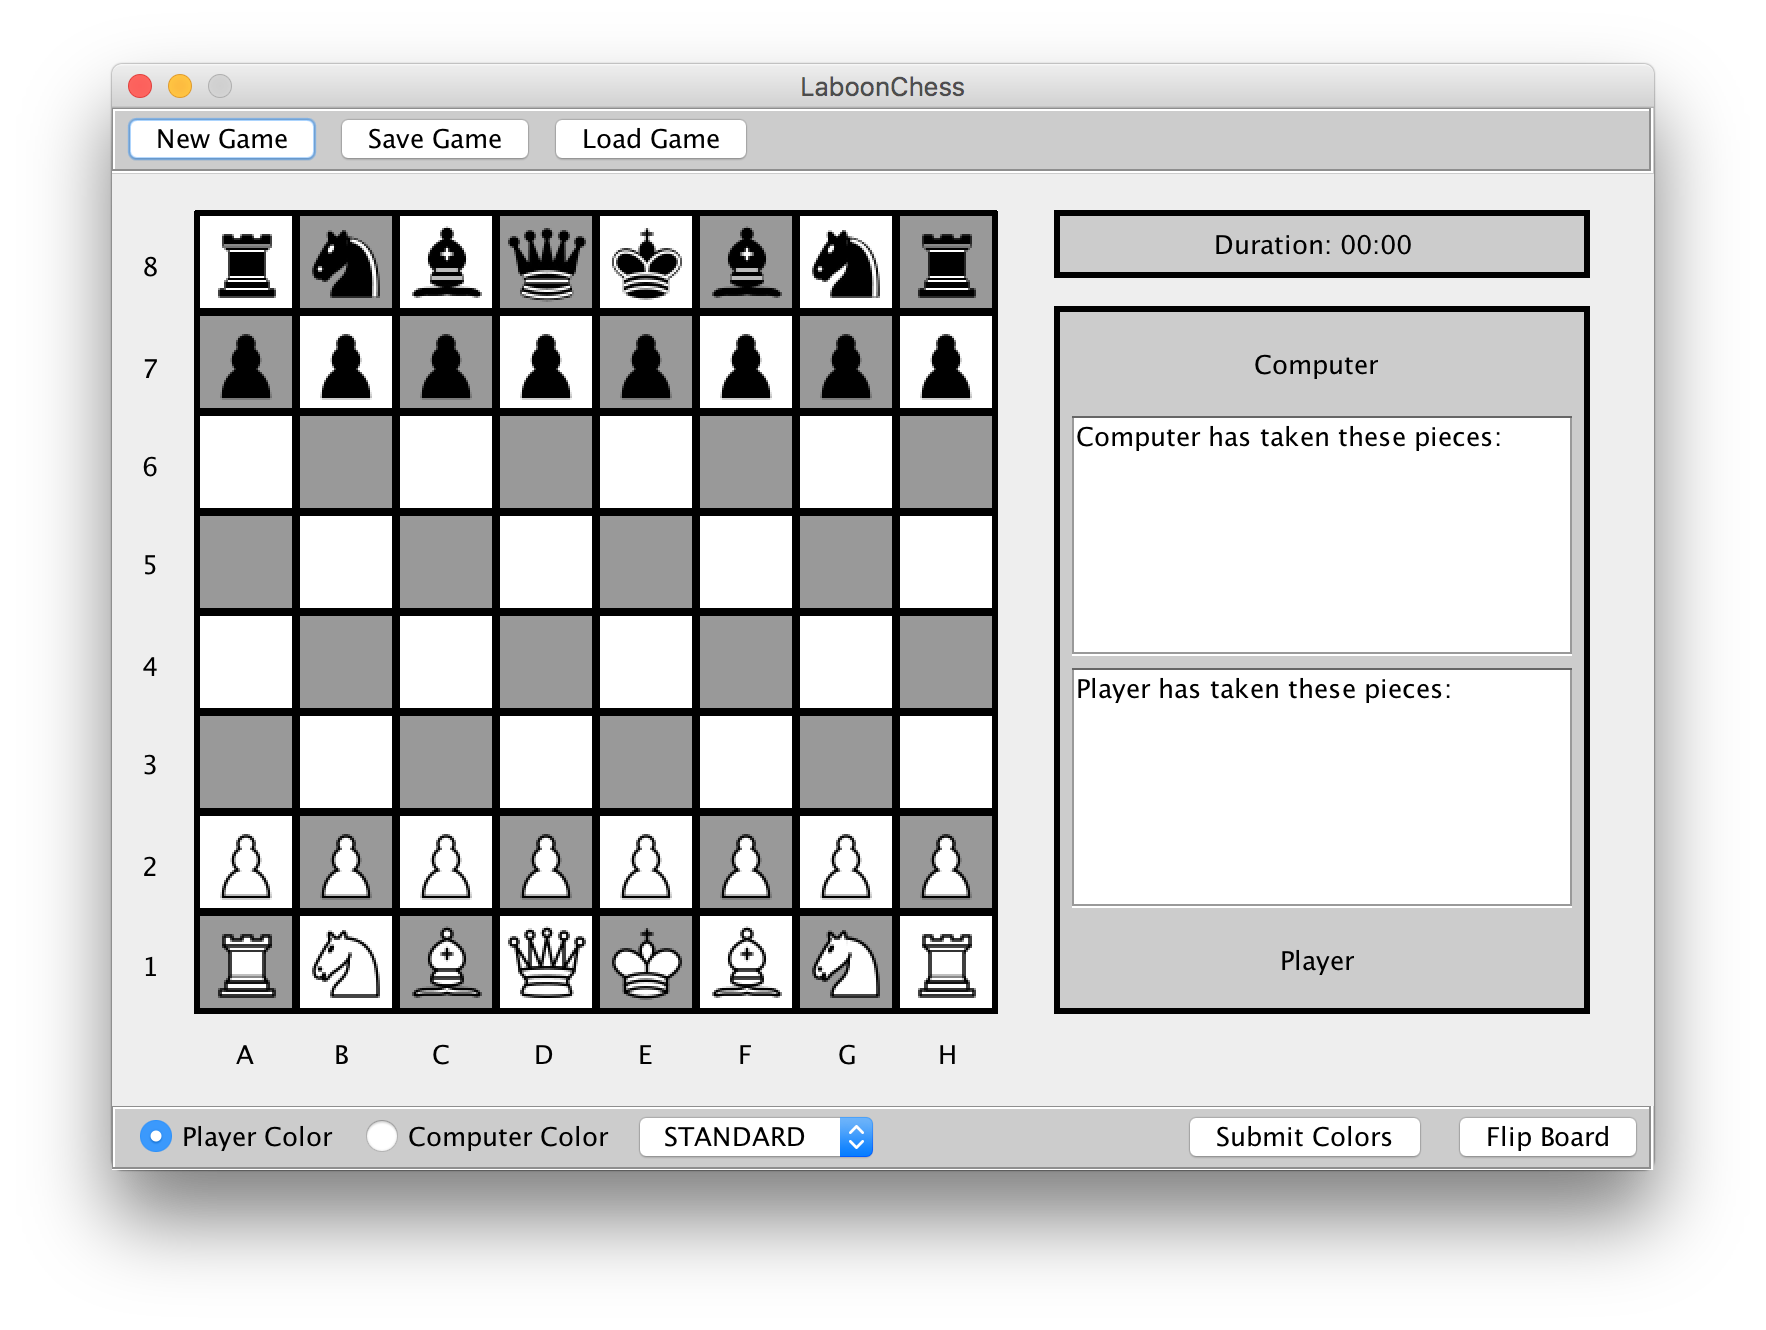 LaboonChess
New Game
Save Game
Load Game
8
7
6
5
4
3
2
1
A B C D E F G H
Duration: 00:00
Computer
Computer has taken these pieces:
Player has taken these pieces:
Player
Player Color
Computer Color
STANDARD
Submit Colors
Flip Board